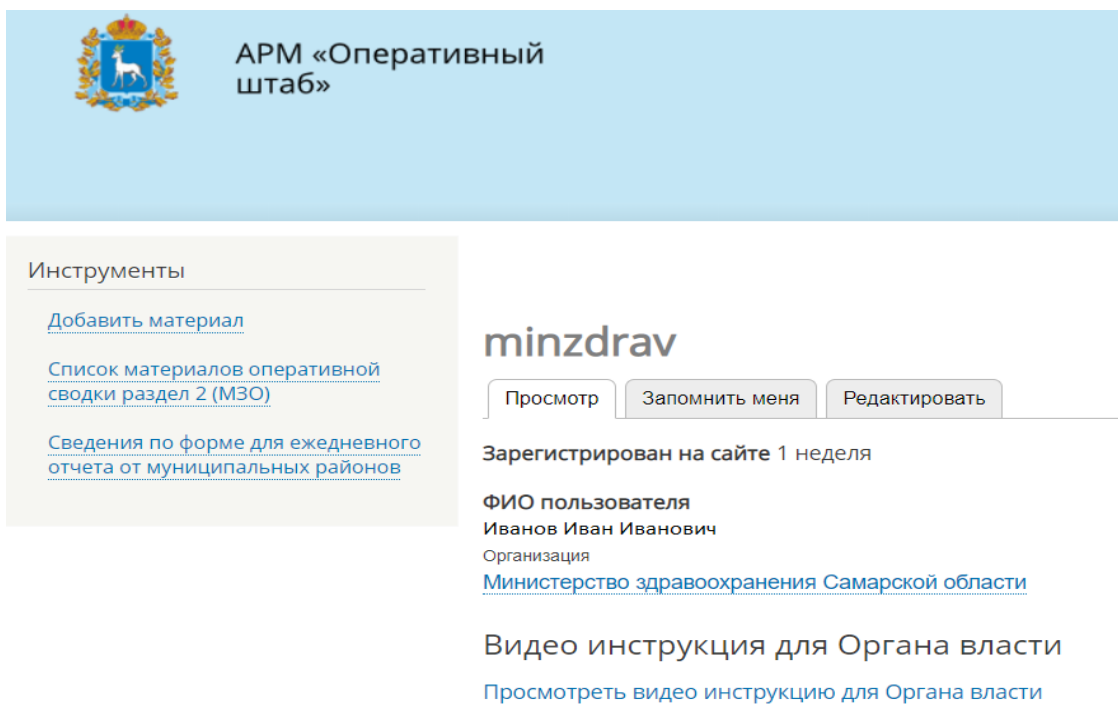 АРМ «Оперативный
штаб»
Инструменты
Добавить материал
Список материалов оперативной
сводки раздел 2 (МЗО)
Сведения по форме для ежедневного
отчета от муниципальных районов
minzdrav
Просмотр Запомнить меня Редактировать
Зарегистрирован на сайте 1 неделя
ФИО пользователя
Иванов Иван Иванович
Организация
Министерство здравоохранения Самарской области
Видео инструкция для Органа власти
Просмотреть видео инструкцию для Органа власти